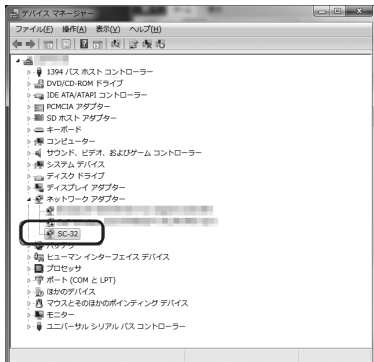 デバイス マネージャー
ファイル(F) 操作(A) 表示(V) ヘルプ(H)
1394 バス ホスト コントローラー
DVD/CD-ROM ドライブ
IDE ATA/ATAPI コントローラー
PCMCIA アダプター
SD ホスト アダプター
キーボード
コンピューター
サウンド、ビデオ、およびゲーム コントローラー
システム デバイス
ディスク ドライブ
ディスプレイ アダプター
ネットワーク アダプター
SC-32
バッテリ
ヒューマン インターフェイス デバイス
プロセッサ
ポート (COM と LPT)
ほかのデバイス
マウスとそのほかのポインティング デバイス
モニター
ユニバーサル シリアル バス コントローラー